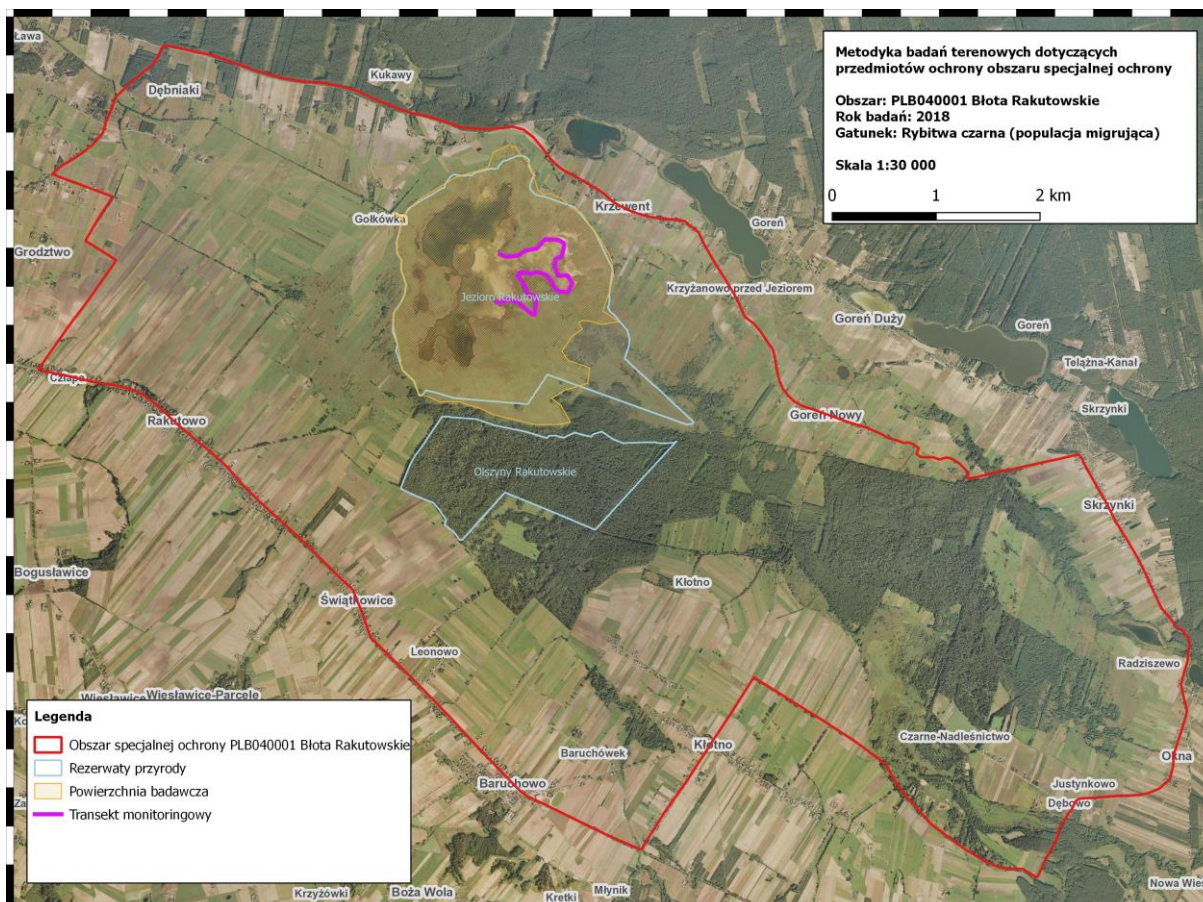 Metodyka badań terenowych dotyczących
przedmiotów ochrony obszaru specjalnej ochrony
Obszar: PLB040001 Błota Rakutowskie
Rok badań: 2018
Gatunek: Rybitwa czarna (populacja migrująca)
Skala 1:30 000
0 1 2 km
Ława
Kukawy
Dębniaki
Gołkówka
Krzewent
Goreń
Grodztwo
Krzyżanowo przed Jeziorem
Jezioro Rakutowskie
Goreń Duży
Goreń
Telążna-Kanał
Człapa
Skrzynki
Rakutowo
Goreń Nowy
Olszyny Rakutowskie
Skrzynki
Bogusławice
Kłotno
Świątkowice
Leonowo
Radziszewo
Wiesławice
Wiesławice-Parcele
Czarne-Nadleśnictwo
Kłotno
Baruchówek
Okna
Baruchowo
Justynkowo
Dębowo
Legenda
Obszar specjalnej ochrony PLB040001 Błota Rakutowskie
Rezerwaty przyrody
Powierzchnia badawcza
Transekt monitoringowy
Krzyżówki
Boża Wola
Kretki
Młynik
Nowa Wieś